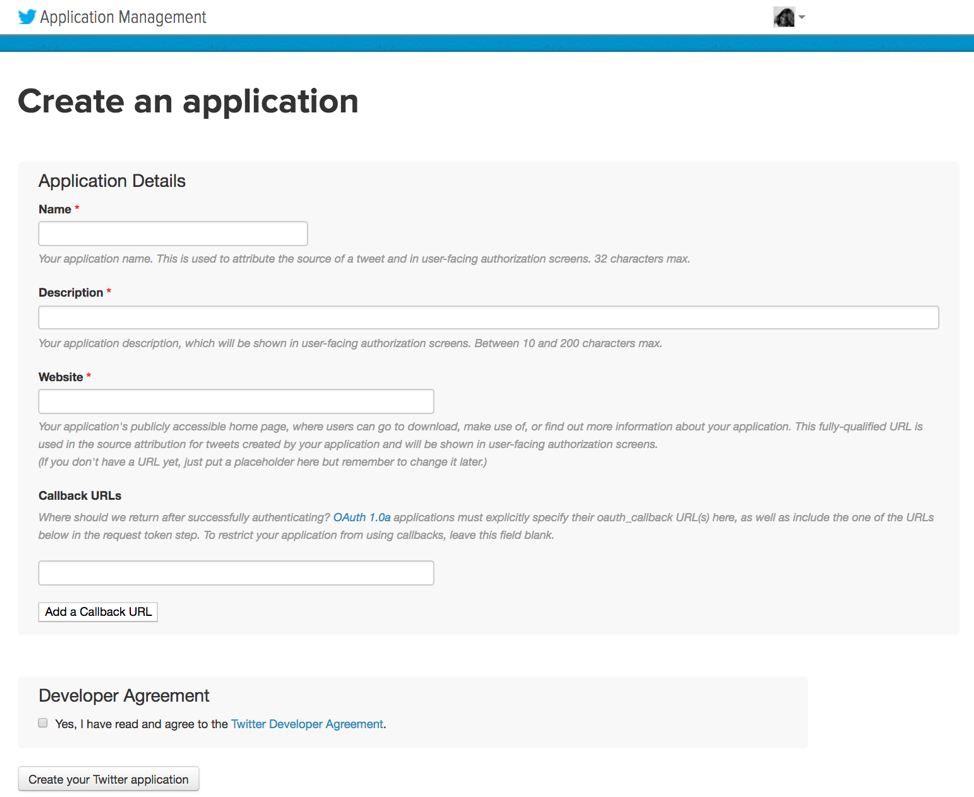 Application Management
Create an application
Application Details
Name *
Your application name. This is used to attribute the source of a tweet and in user-facing authorization screens. 32 characters max.
Description *
Your application description, which will be shown in user-facing authorization screens. Between 10 and 200 characters max.
Website *
Your application's publicly accessible home page, where users can go to download, make use of, or find out more information about your application. This fully-qualified URL is
used in the source attribution for tweets created by your application and will be shown in user-facing authorization screens.
(If you don't have a URL yet, just put a placeholder here but remember to change it later.)
Callback URLs
Where should we return after successfully authenticating? OAuth 1.0a applications must explicitly specify their oauth_callback URL(s) here, as well as include the one of the URLs
below in the request token step. To restrict your application from using callbacks, leave this field blank.
Add a Callback URL
Developer Agreement
Yes, I have read and agree to the Twitter Developer Agreement.
Create your Twitter application